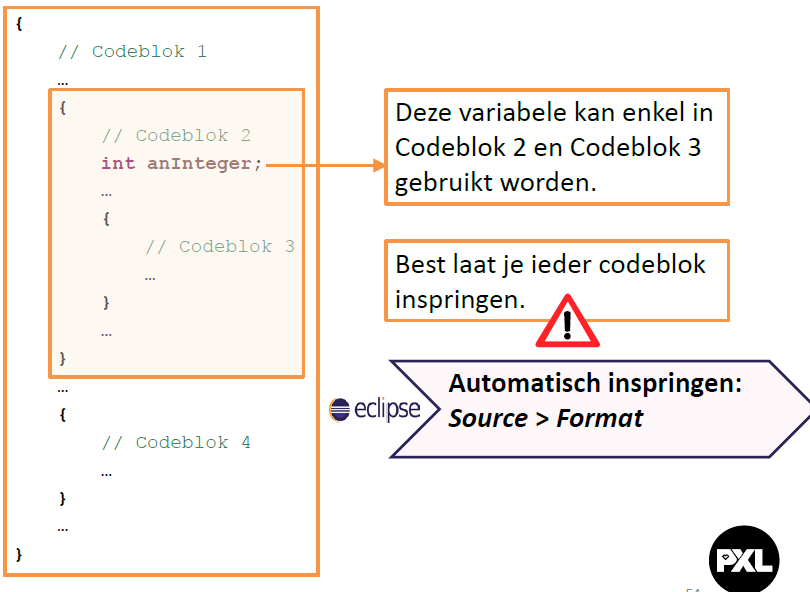 {
// Codeblok 1
…
{
// Codeblok 2
int anInteger;
…
{
// Codeblok 3
…
}
…
}
…
{
// Codeblok 4
…
}
…
}
Deze variabele kan enkel in
Codeblok 2 en Codeblok 3
gebruikt worden.
Best laat je ieder codeblok
inspringen.
!
eclipse
Automatisch inspringen:
Source > Format
PXL